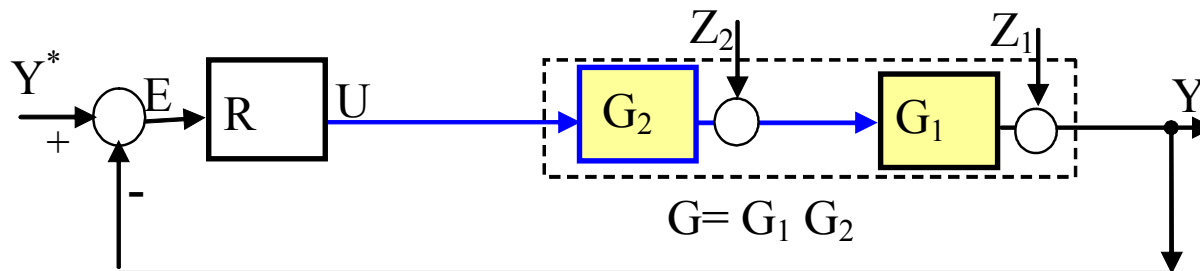 Z₂
Z₁
Y*
E
R
U
G₂
G₁
Y
+
-
G= G₁ G₂